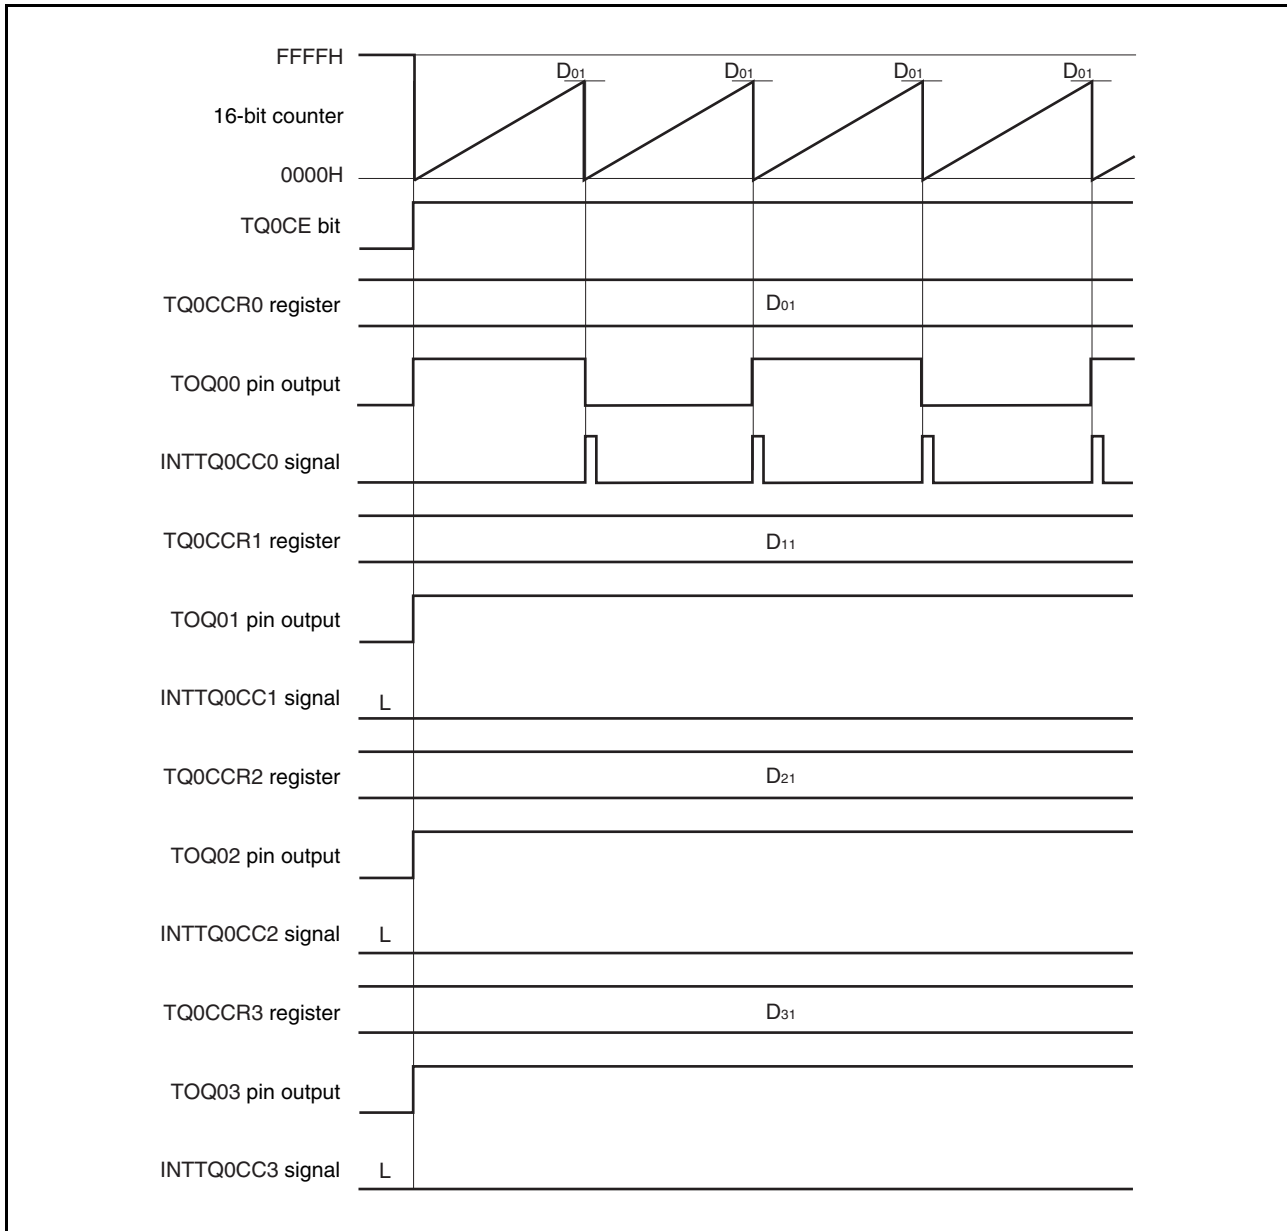 FFFFH
D01 D01 D01 D01
16-bit counter
0000H
TQ0CE bit
TQ0CCR0 register D01
TOQ00 pin output
INTTQ0CC0 signal
TQ0CCR1 register D11
TOQ01 pin output
INTTQ0CC1 signal L
TQ0CCR2 register D21
TOQ02 pin output
INTTQ0CC2 signal L
TQ0CCR3 register D31
TOQ03 pin output
INTTQ0CC3 signal L